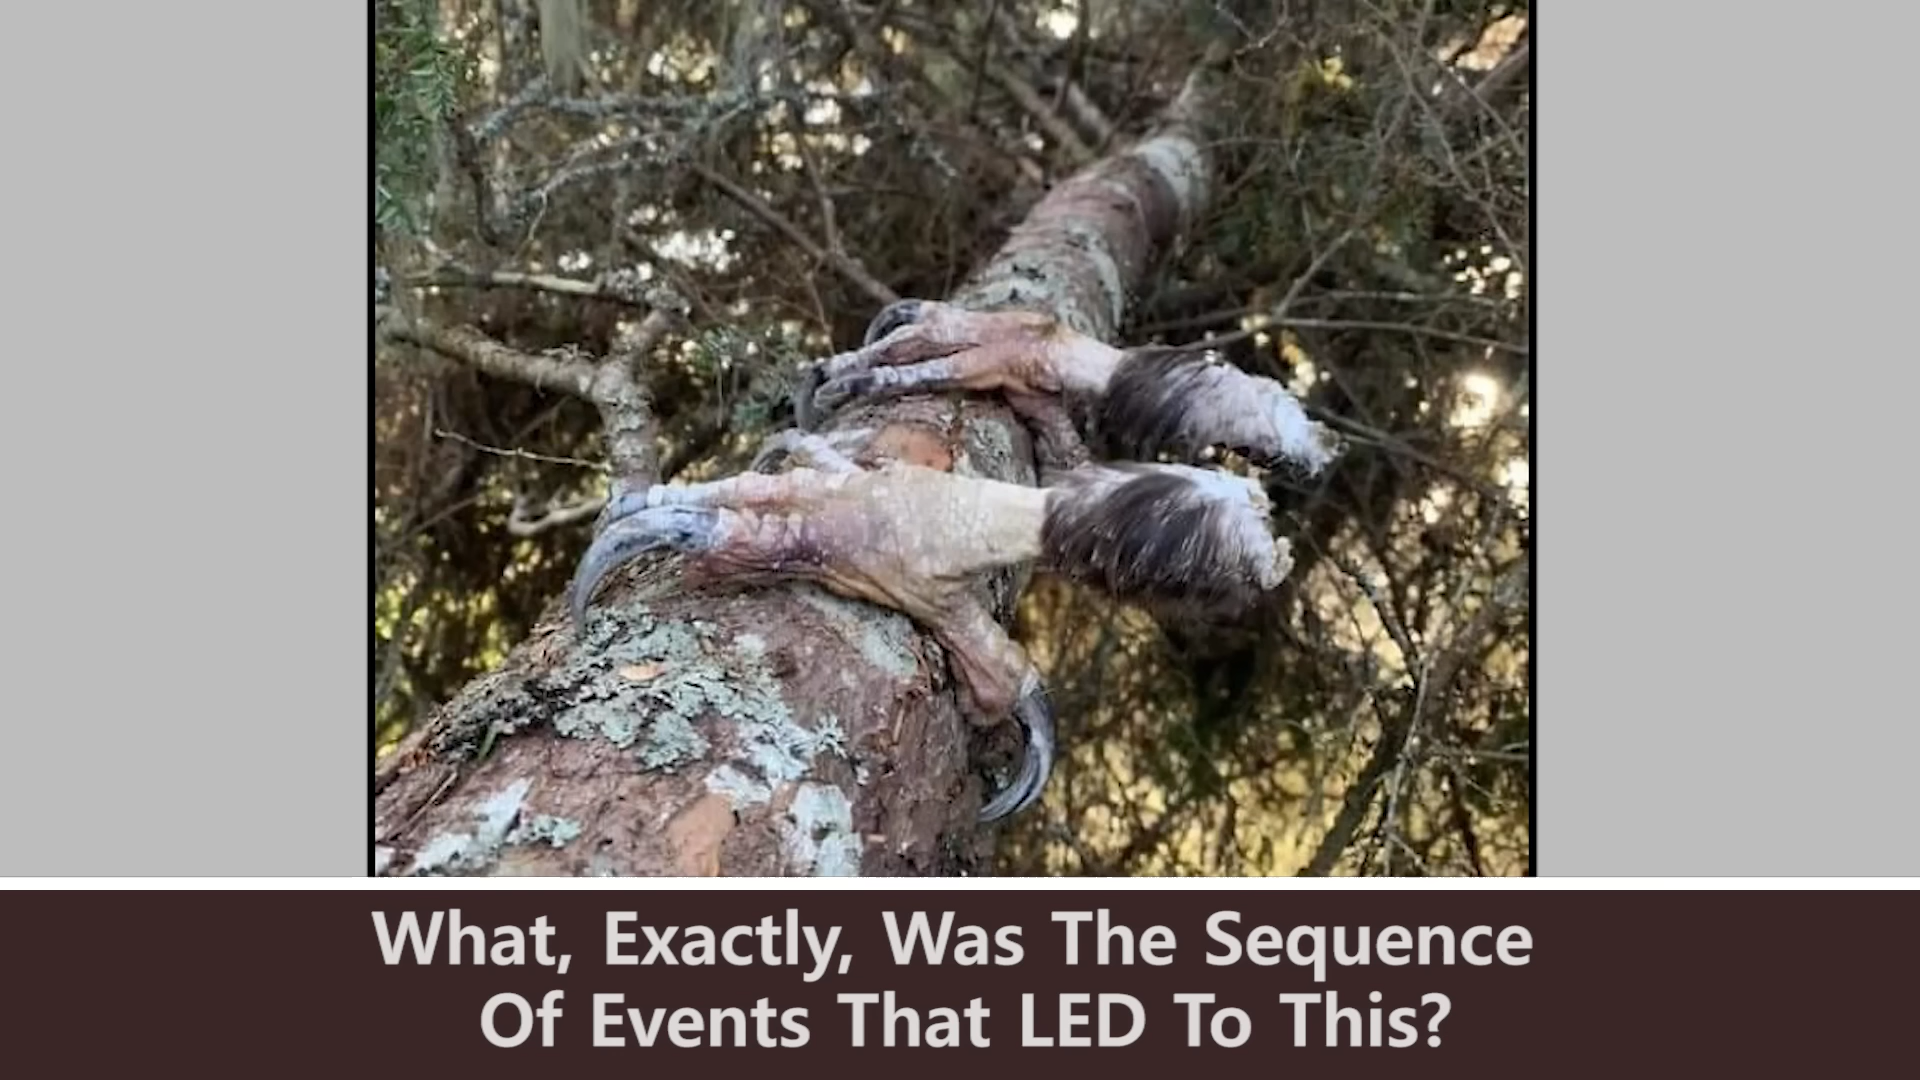 What, Exactly, Was The Sequence
Of Events That LED To This?